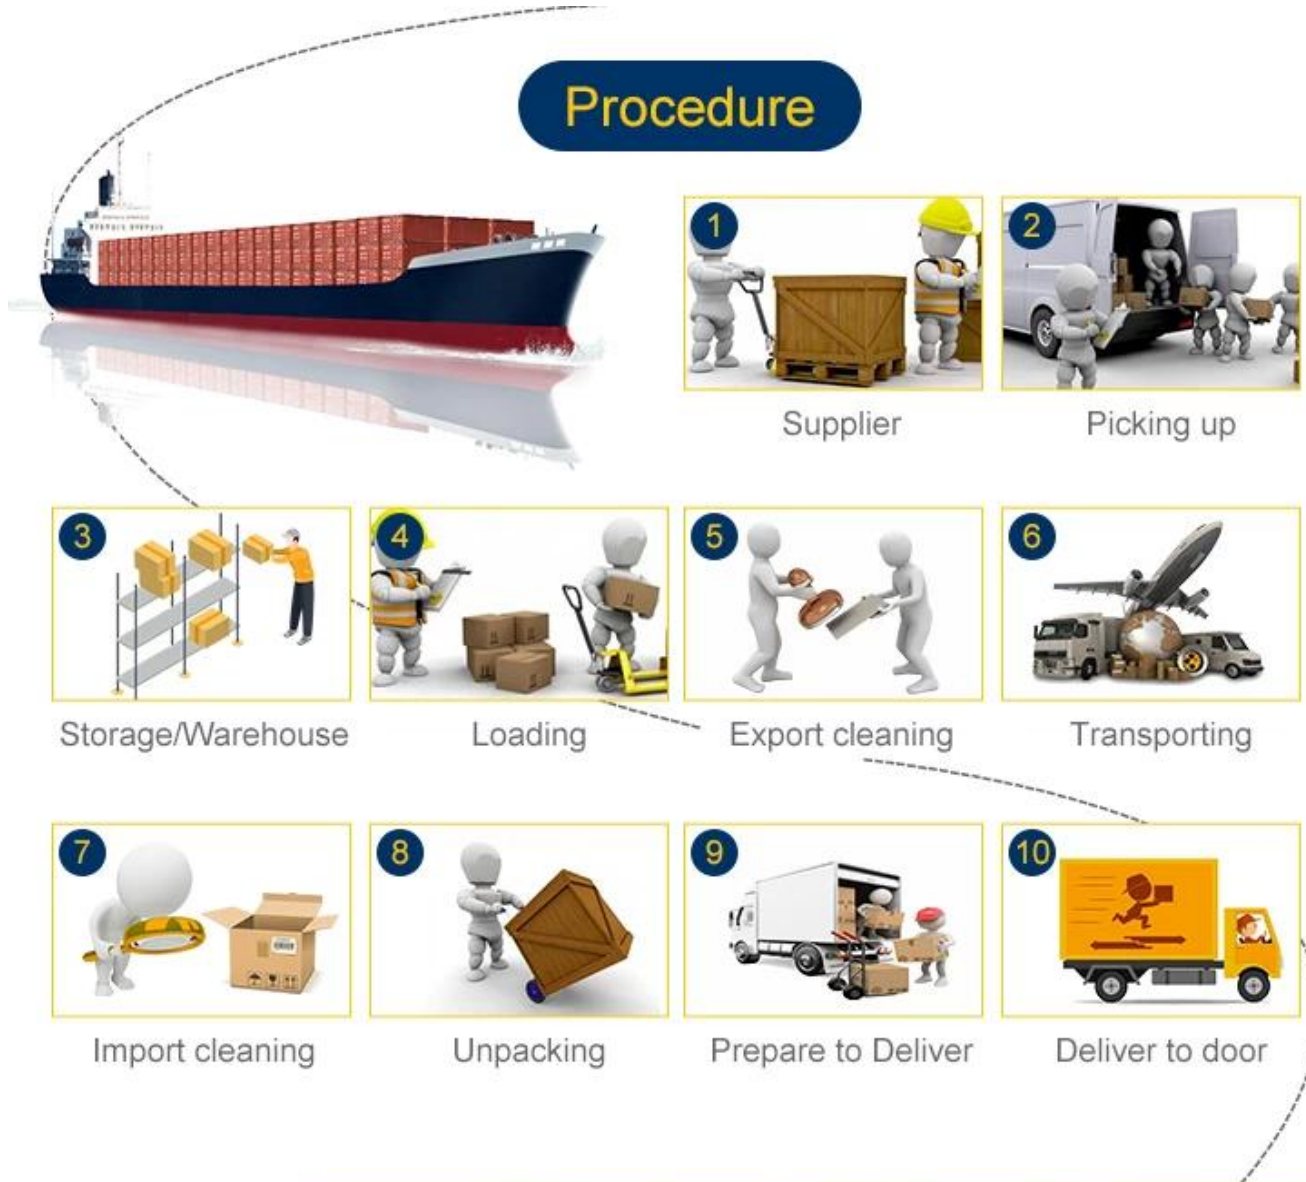 Procedure
1
2
Supplier
Picking up
3
4
5
6
Storage/Warehouse
Loading
Export cleaning
Transporting
7
8
9
10
Import cleaning
Unpacking
Prepare to Deliver
Deliver to door